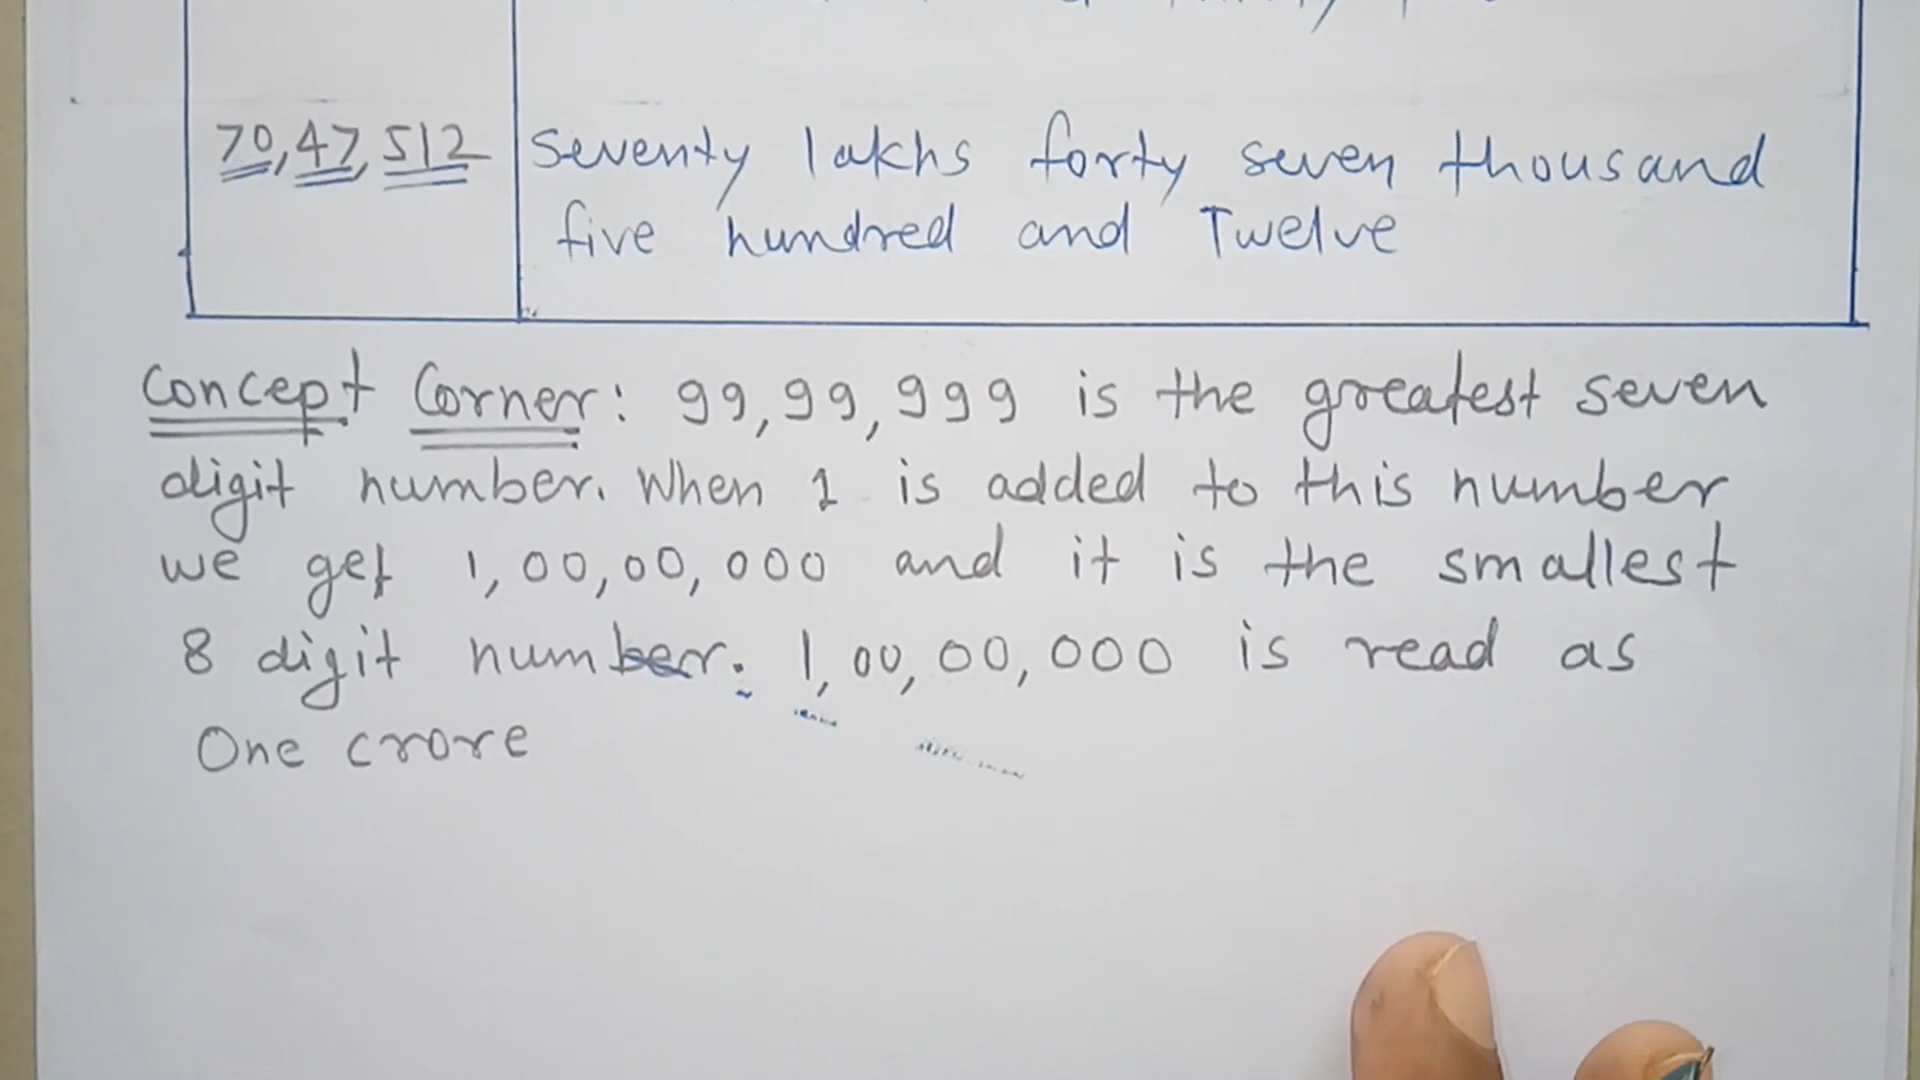 70,47,512 Seventy lakhs forty seven thousand
five hundred and Twelve
Concept Corner: 99,99,999 is the greatest seven
digit number. When 1 is added to this number
we get 1,00,00,000 and it is the smallest
8 digit number. 1,00,00,000 is read as
One crore